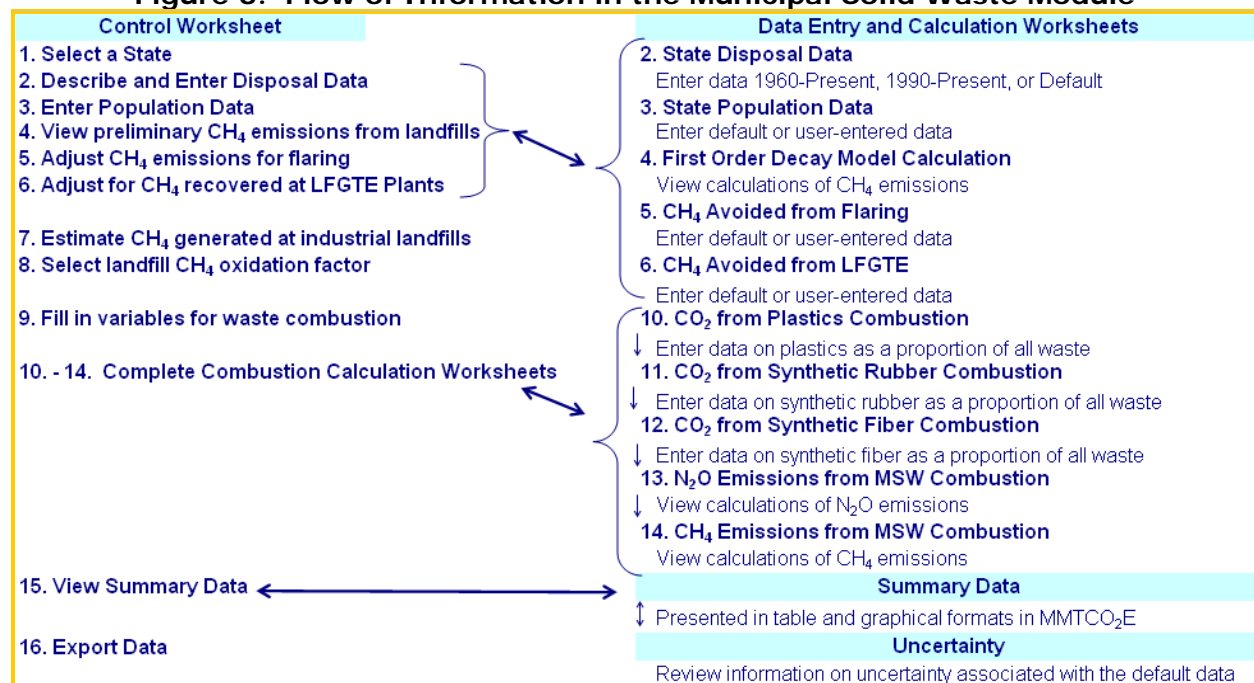 Figure 3. Flow of Information in the Municipal Solid Waste Module
Control Worksheet
1. Select a State
2. Describe and Enter Disposal Data
3. Enter Population Data
4. View preliminary CH₄ emissions from landfills
5. Adjust CH₄ emissions for flaring
6. Adjust for CH₄ recovered at LFGTE Plants
7. Estimate CH₄ generated at industrial landfills
8. Select landfill CH₄ oxidation factor
9. Fill in variables for waste combustion
10. - 14. Complete Combustion Calculation Worksheets
15. View Summary Data
16. Export Data
Data Entry and Calculation Worksheets
2. State Disposal Data
Enter data 1960-Present, 1990-Present, or Default
3. State Population Data
Enter default or user-entered data
4. First Order Decay Model Calculation
View calculations of CH₄ emissions
5. CH₄ Avoided from Flaring
Enter default or user-entered data
6. CH₄ Avoided from LFGTE
Enter default or user-entered data
10. CO₂ from Plastics Combustion
Enter data on plastics as a proportion of all waste
11. CO₂ from Synthetic Rubber Combustion
Enter data on synthetic rubber as a proportion of all waste
12. CO₂ from Synthetic Fiber Combustion
Enter data on synthetic fiber as a proportion of all waste
13. N₂O Emissions from MSW Combustion
View calculations of N₂O emissions
14. CH₄ Emissions from MSW Combustion
View calculations of CH₄ emissions
Summary Data
Presented in table and graphical formats in MMTCO₂E
Uncertainty
Review information on uncertainty associated with the default data